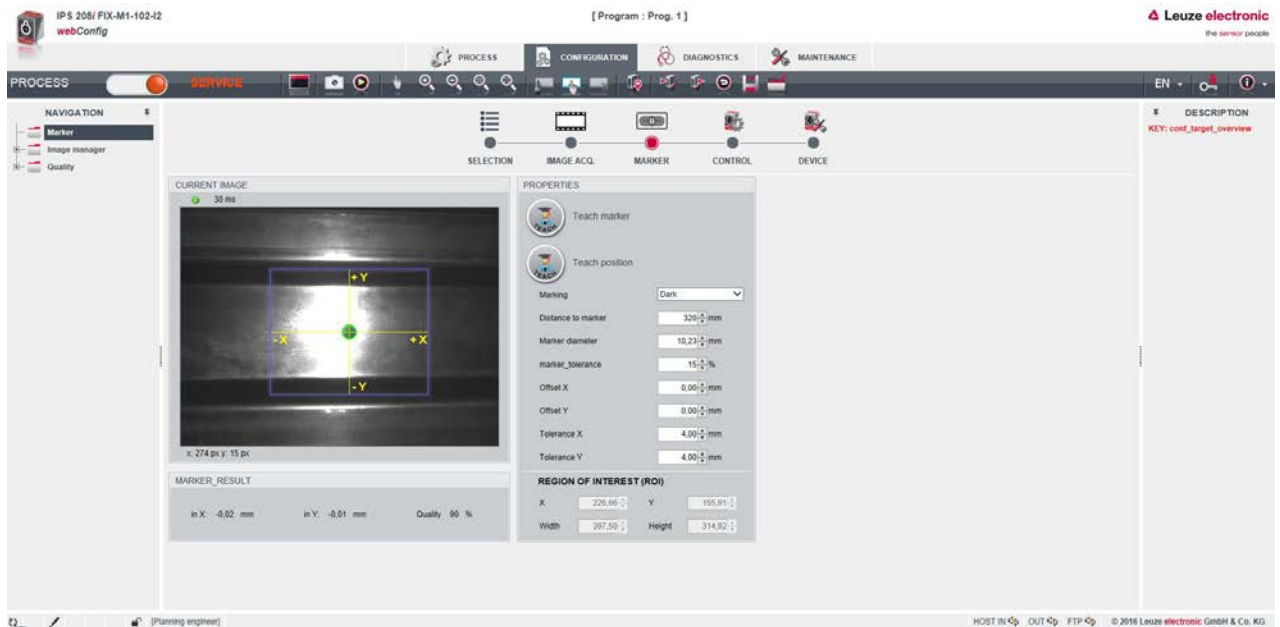 IPS 208i FIX-M1-102-I2
webConfig
[ Program : Prog. 1 ]
Leuze electronic
the sensor people
PROCESS
CONFIGURATION
DIAGNOSTICS
MAINTENANCE
PROCESS
SERVICE
EN
NAVIGATION
Marker
Image manager
Quality
SELECTION
IMAGE ACQ.
MARKER
CONTROL
DEVICE
DESCRIPTION
KEY: conf_target_overview
CURRENT IMAGE
30 ms
+Y
-X
+X
-Y
x: 274 px y: 15 px
MARKER_RESULT
in X: -0,02 mm in Y: -0,01 mm Quality 90 %
PROPERTIES
TEACH
Teach marker
TEACH
Teach position
Marking Dark
Distance to marker 320 mm
Marker diameter 10,23 mm
marker_tolerance 15 %
Offset X 0,00 mm
Offset Y 0,00 mm
Tolerance X 4,00 mm
Tolerance Y 4,00 mm
REGION OF INTEREST (ROI)
X 226,66 Y 155,91
Width 397,50 Height 314,82
[Planning engineer]
HOST IN OUT FTP © 2016 Leuze electronic GmbH & Co. KG